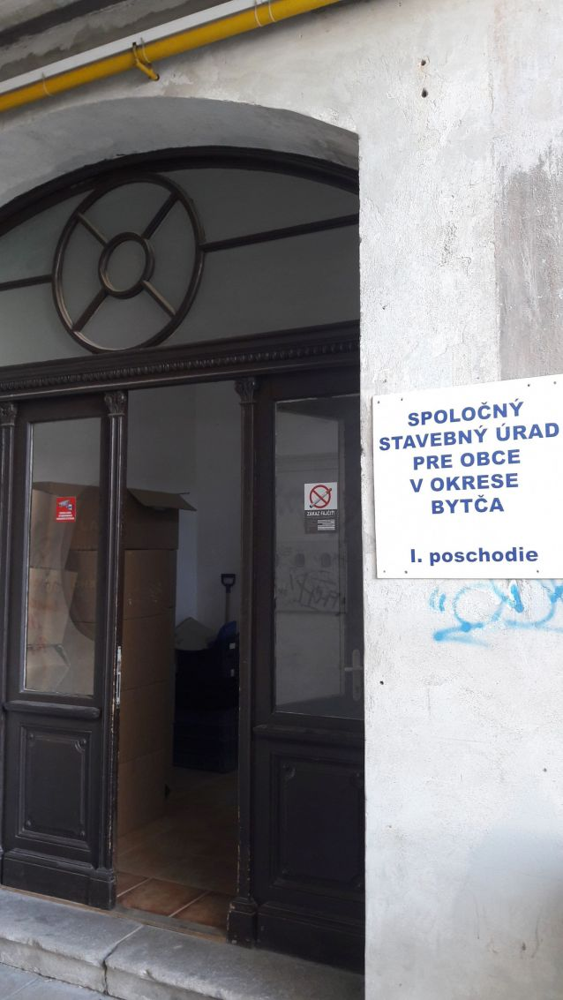 SPOLOČNÝ
STAVEBNÝ ÚRAD
PRE OBCE
V OKRESE
BYTČA
I. poschodie
ZÁKAZ FAJČIŤ!